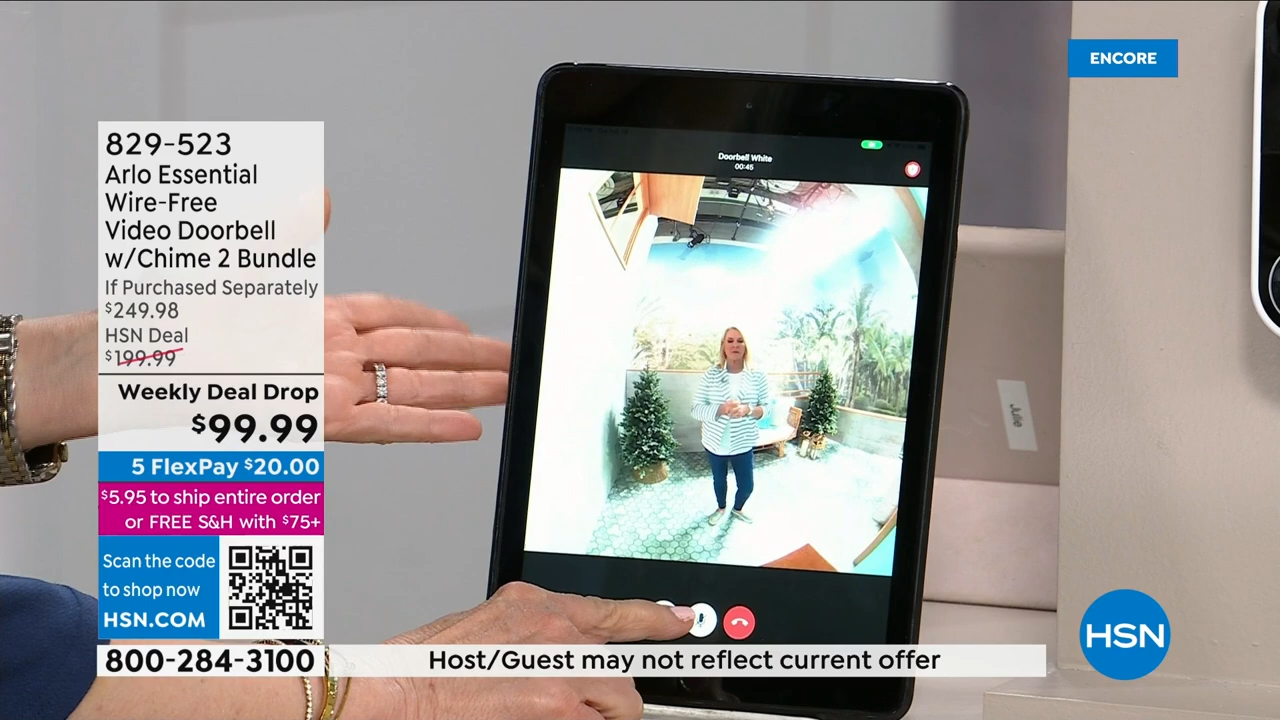 ENCORE
829-523
Arlo Essential
Wire-Free
Video Doorbell
w/Chime 2 Bundle
If Purchased Separately
$249.98
HSN Deal
$199.99
Weekly Deal Drop
$99.99
5 FlexPay $20.00
$5.95 to ship entire order
or FREE S&H with $75+
Scan the code
to shop now
HSN.COM
800-284-3100
Host/Guest may not reflect current offer
HSN
Doorbell White
00:45
Julie